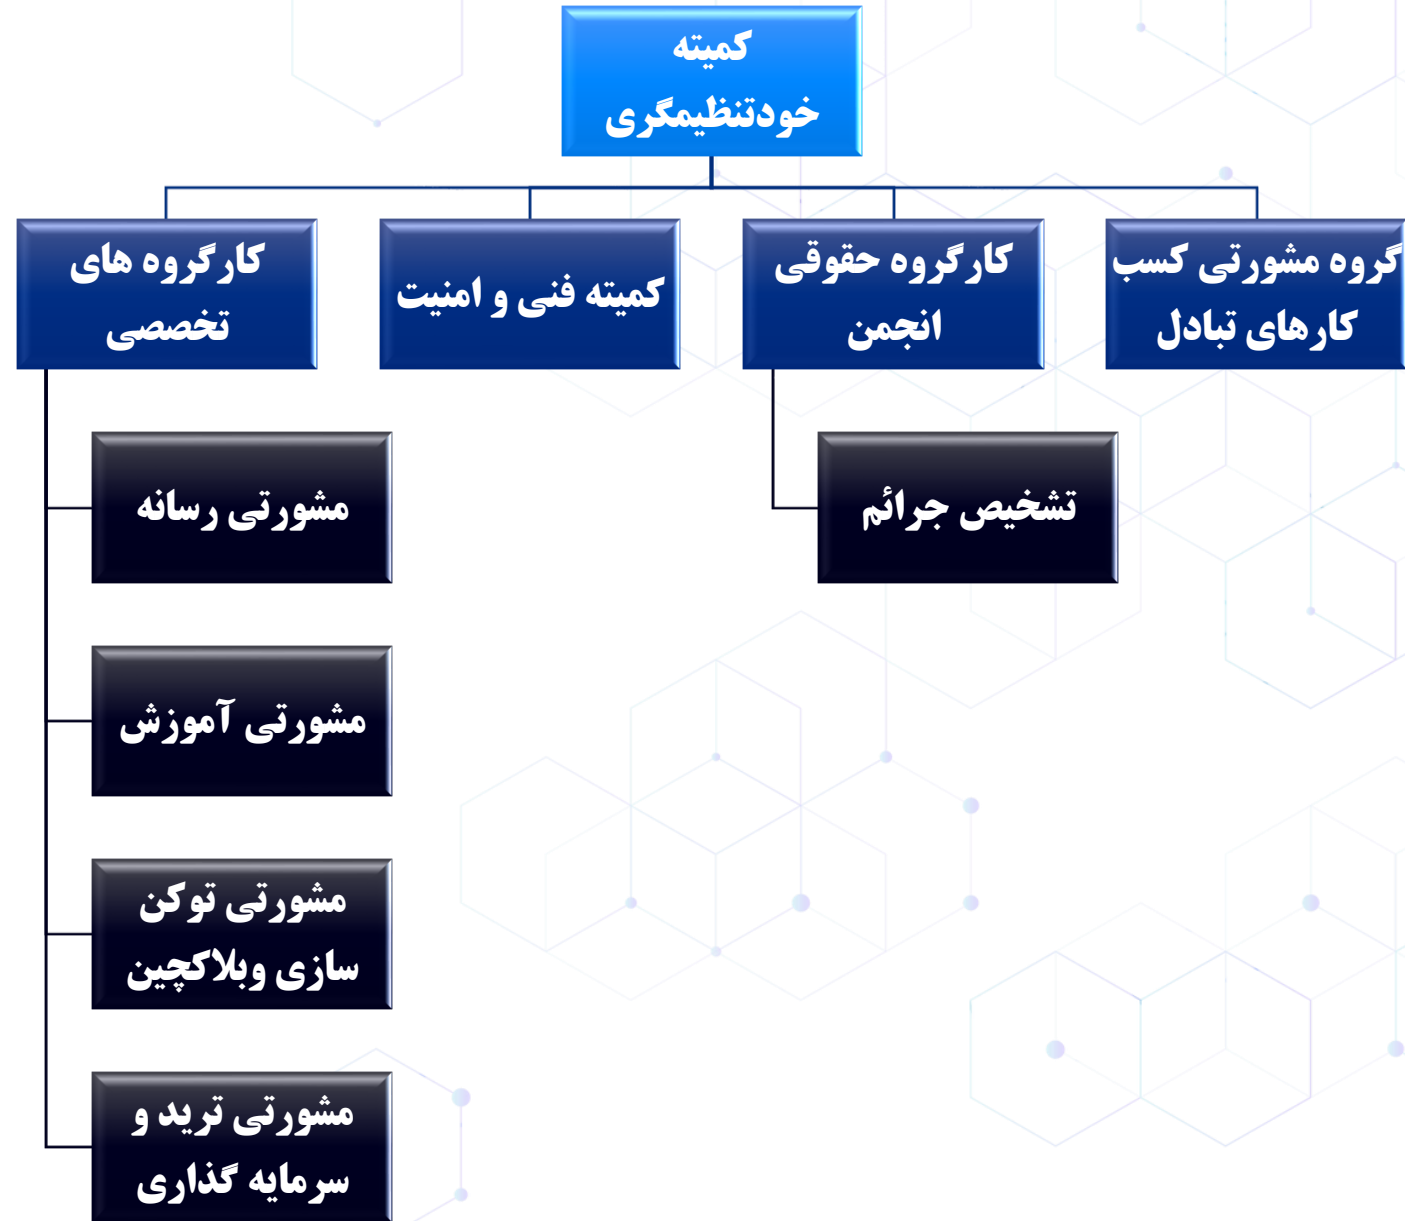 کمیته
خودتنظیمگری
گروه مشورتی کسب
کارهای تبادل
کارگروه حقوقی
انجمن
کمیته فنی و امنیت
کارگروه های
تخصصی
تشخیص جرائم
مشورتی رسانه
مشورتی آموزش
مشورتی توکن
سازی وبلاکچین
مشورتی ترید و
سرمایه گذاری